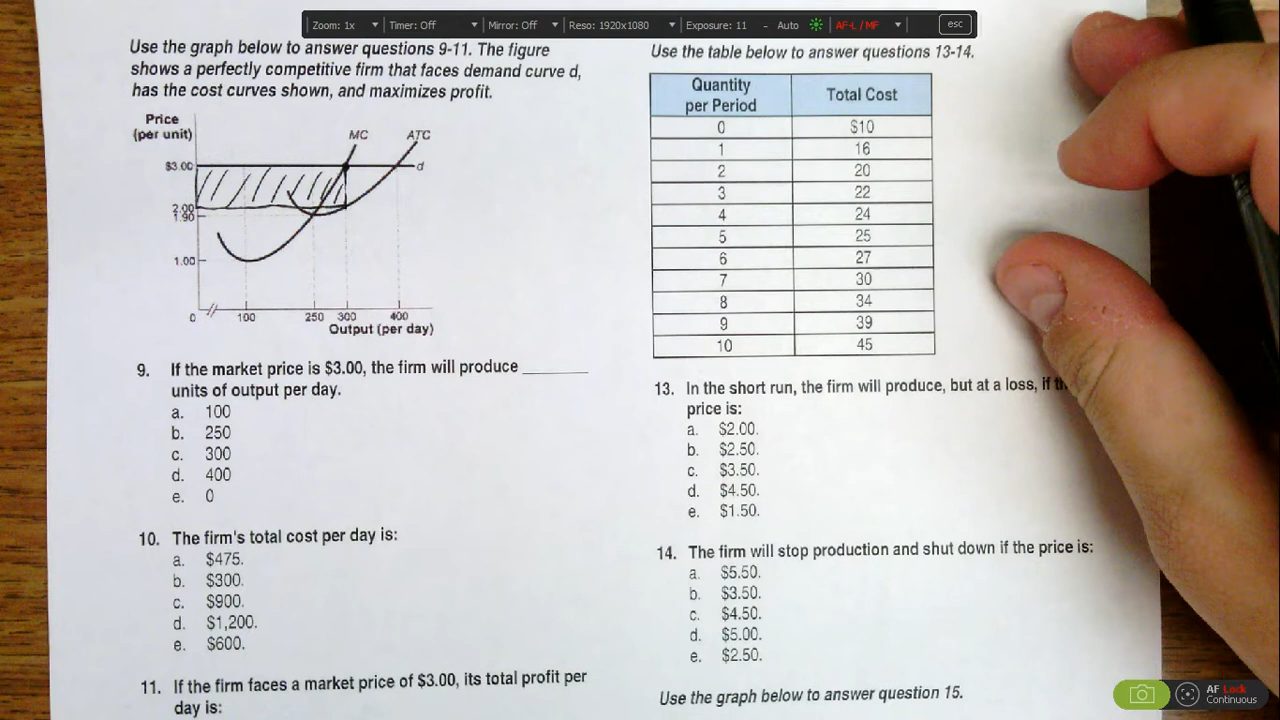 Zoom: 1x Timer: Off Mirror: Off Reso: 1920x1080 Exposure: 11 - Auto AF-L / MF esc
Use the graph below to answer questions 9-11. The figure
shows a perfectly competitive firm that faces demand curve d,
has the cost curves shown, and maximizes profit.
Price
(per unit)
MC
ATC
$3.00
d
2.00
1.90
1.00
0
100
250
300
400
Output (per day)
9. If the market price is $3.00, the firm will produce ______
units of output per day.
a. 100
b. 250
c. 300
d. 400
e. 0
10. The firm's total cost per day is:
a. $475.
b. $300.
c. $900.
d. $1,200.
e. $600.
11. If the firm faces a market price of $3.00, its total profit per
day is:
Use the table below to answer questions 13-14.
Quantity
per Period
Total Cost
0 $10
1 16
2 20
3 22
4 24
5 25
6 27
7 30
8 34
9 39
10 45
13. In the short run, the firm will produce, but at a loss, if
price is:
a. $2.00.
b. $2.50.
c. $3.50.
d. $4.50.
e. $1.50.
14. The firm will stop production and shut down if the price is:
a. $5.50.
b. $3.50.
c. $4.50.
d. $5.00.
e. $2.50.
Use the graph below to answer question 15.
AF Lock
Continuous